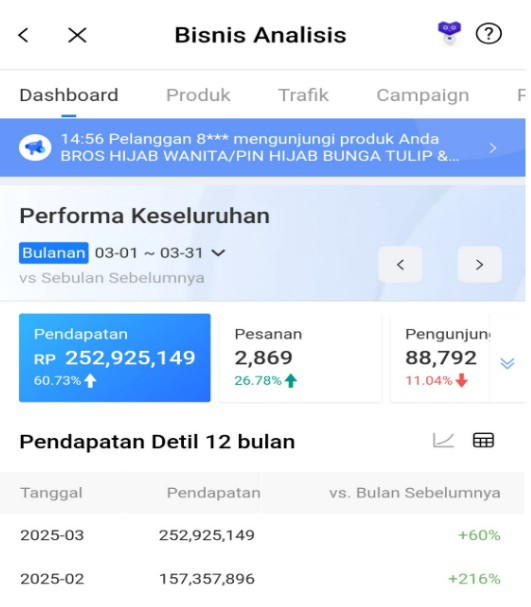 Bisnis Analisis
Dashboard Produk Trafik Campaign
14:56 Pelanggan 8*** mengunjungi produk Anda
BROS HIJAB WANITA/PIN HIJAB BUNGA TULIP &...
Performa Keseluruhan
Bulanan 03-01 ~ 03-31
vs Sebulan Sebelumnya
Pendapatan Pesanan Pengunjun
RP 252,925,149 2,869 88,792
60.73% 26.78% 11.04%
Pendapatan Detil 12 bulan
Tanggal Pendapatan vs. Bulan Sebelumnya
2025-03 252,925,149 +60%
2025-02 157,357,896 +216%